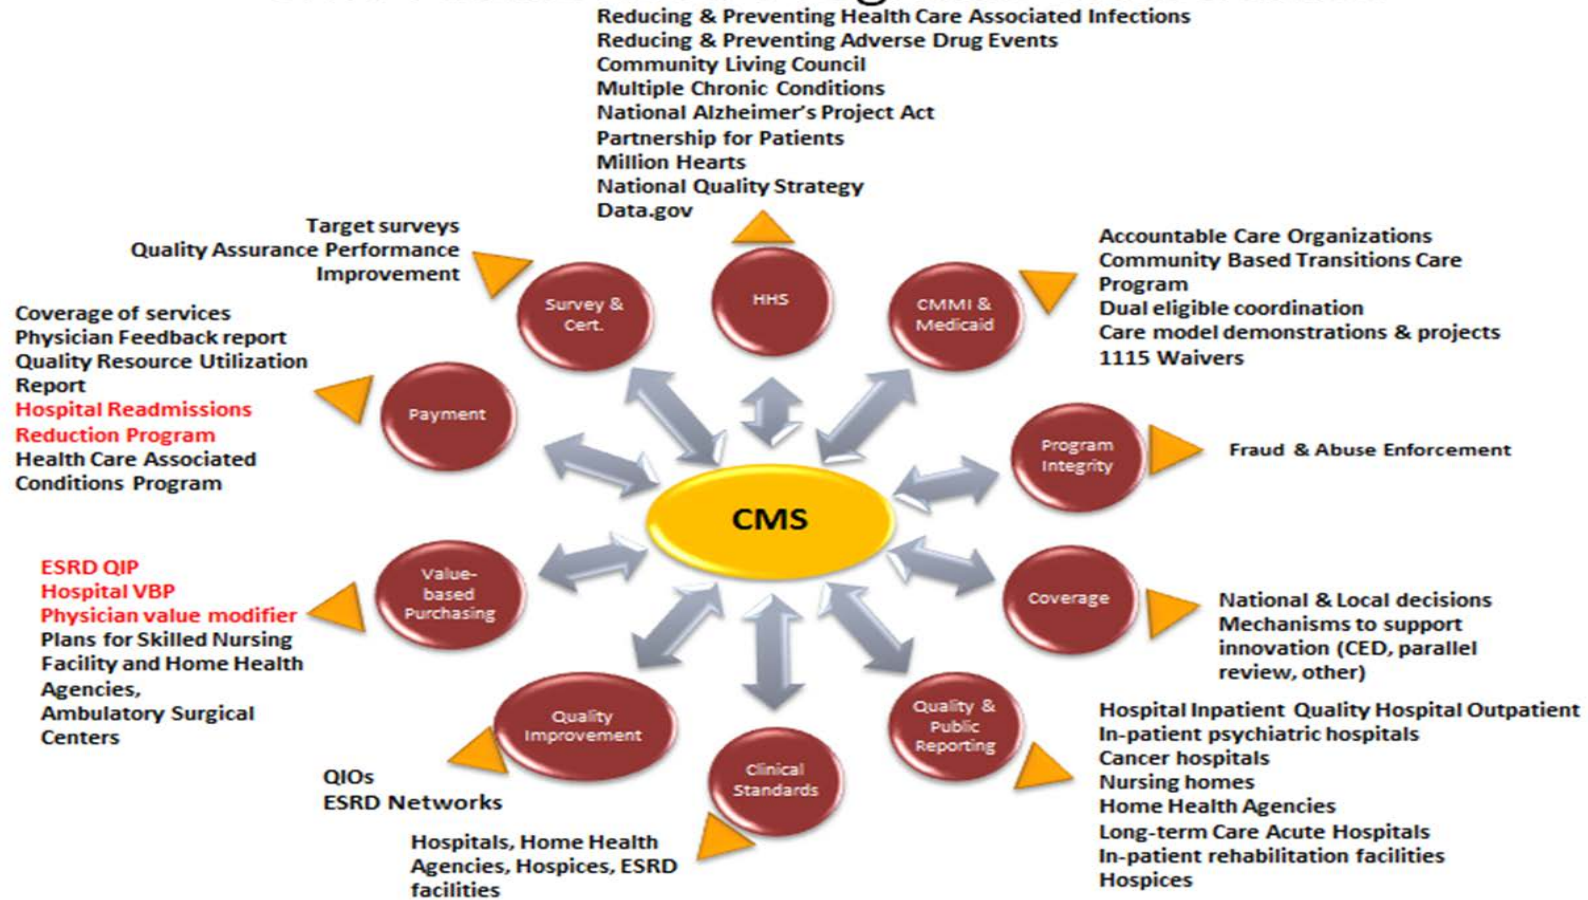 Reducing & Preventing Health Care Associated Infections
Reducing & Preventing Adverse Drug Events
Community Living Council
Multiple Chronic Conditions
National Alzheimer's Project Act
Partnership for Patients
Million Hearts
National Quality Strategy
Data.gov
Target surveys
Quality Assurance Performance
Improvement
Accountable Care Organizations
Community Based Transitions Care
Program
Dual eligible coordination
Care model demonstrations & projects
1115 Waivers
Survey &
Cert.
HHS
CMMI &
Medicaid
Coverage of services
Physician Feedback report
Quality Resource Utilization
Report
Hospital Readmissions
Reduction Program
Health Care Associated
Conditions Program
Payment
Program
Integrity
Fraud & Abuse Enforcement
CMS
ESRD QIP
Hospital VBP
Physician value modifier
Plans for Skilled Nursing
Facility and Home Health
Agencies,
Ambulatory Surgical
Centers
Value-
based
Purchasing
Coverage
National & Local decisions
Mechanisms to support
innovation (CED, parallel
review, other)
Quality
Improvement
QIOs
ESRD Networks
Clinical
Standards
Hospitals, Home Health
Agencies, Hospices, ESRD
facilities
Quality &
Public
Reporting
Hospital Inpatient Quality Hospital Outpatient
In-patient psychiatric hospitals
Cancer hospitals
Nursing homes
Home Health Agencies
Long-term Care Acute Hospitals
In-patient rehabilitation facilities
Hospices